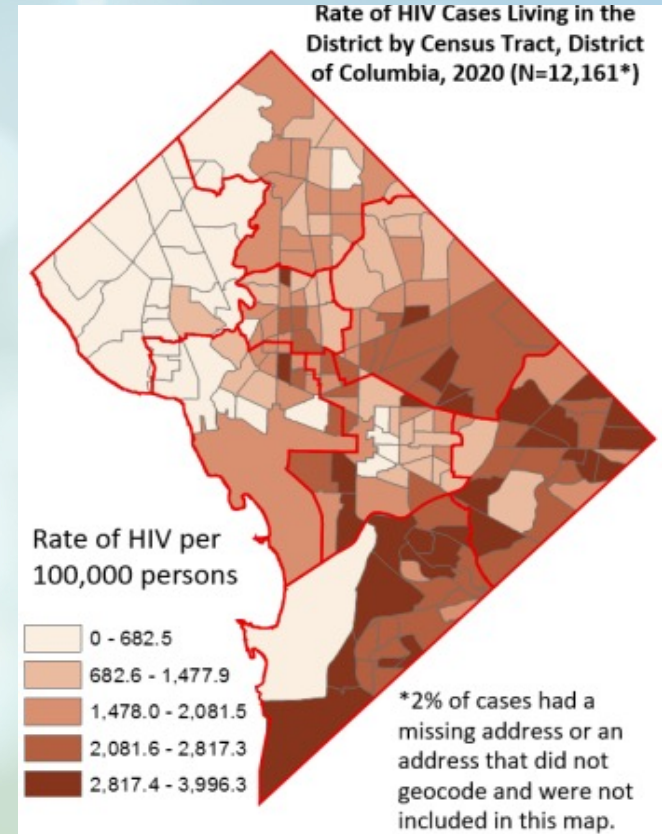 Rate of HIV Cases Living in the
District by Census Tract, District
of Columbia, 2020 (N=12,161*)
Rate of HIV per
100,000 persons
0 - 682.5
682.6 - 1,477.9
1,478.0 - 2,081.5
2,081.6 - 2,817.3
2,817.4 - 3,996.3
*2% of cases had a
missing address or an
address that did not
geocode and were not
included in this map.